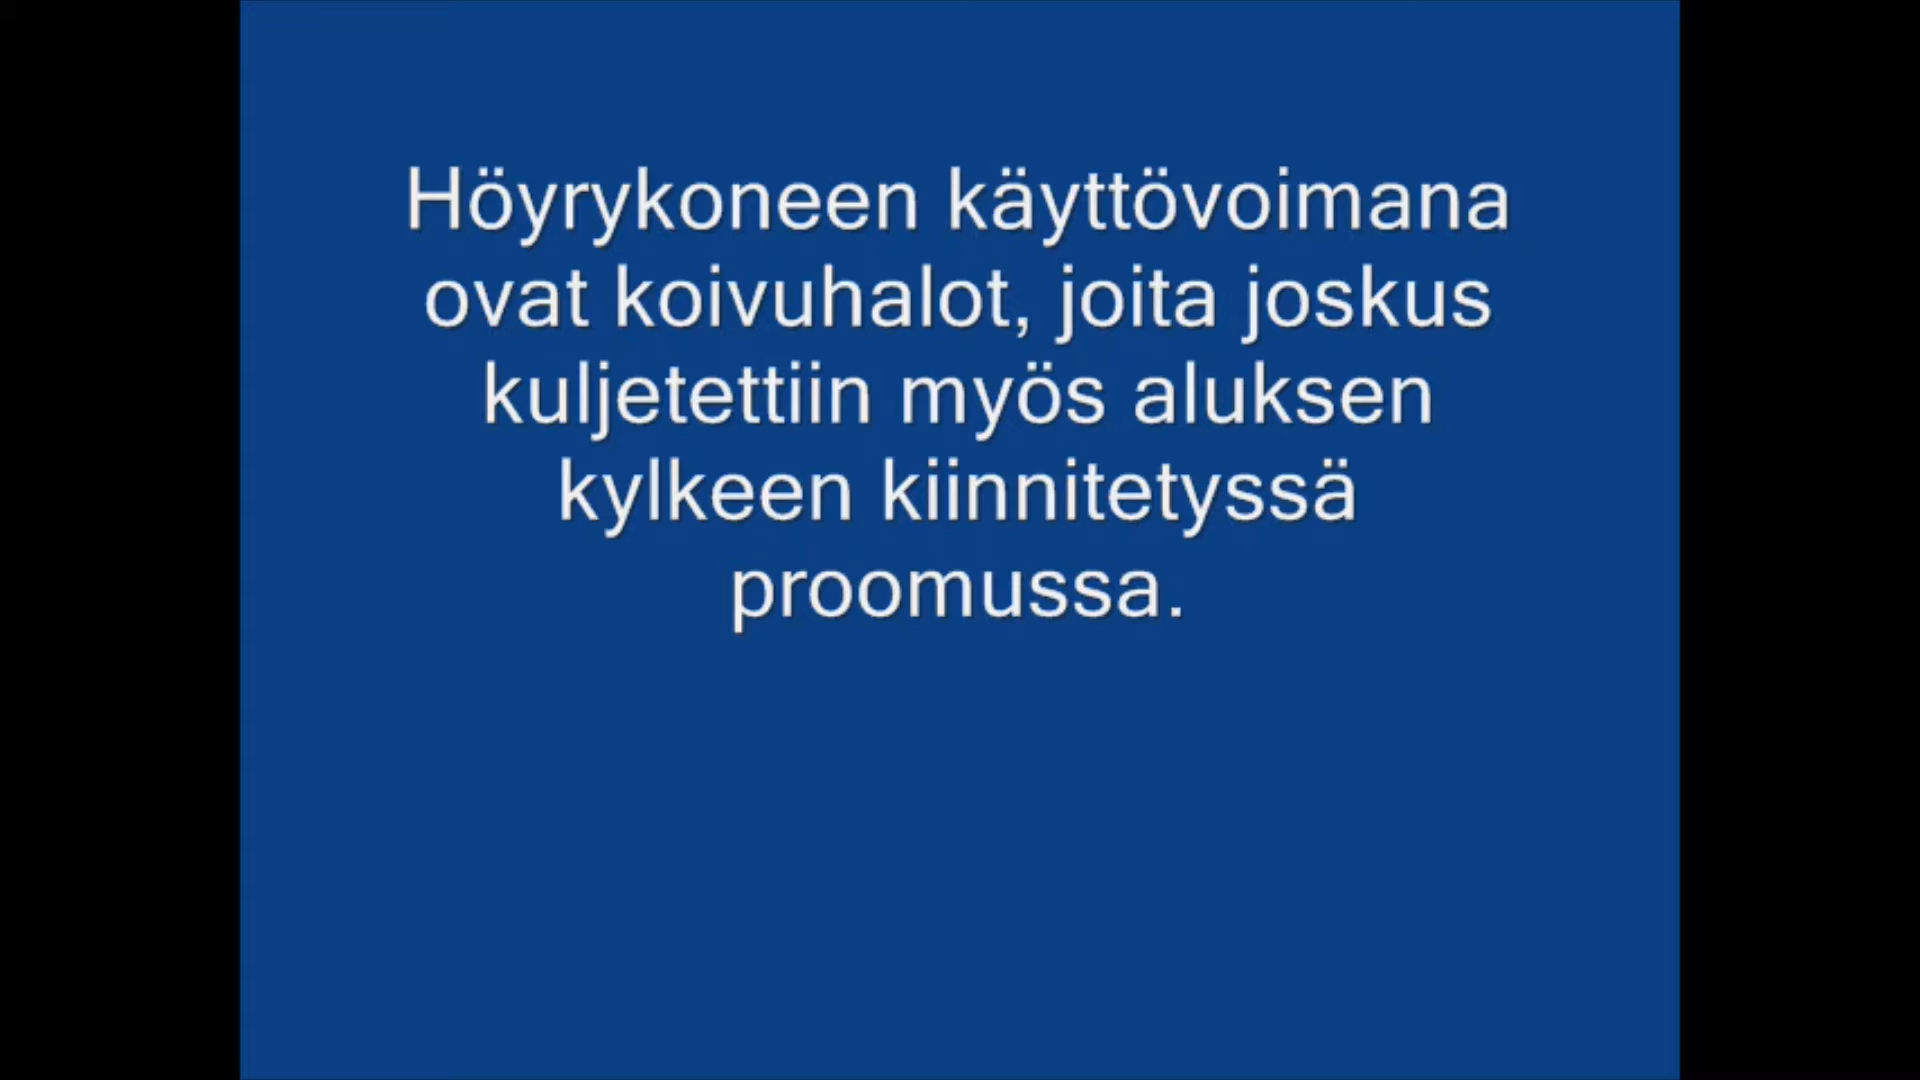 Höyrykoneen käyttövoimana
ovat koivuhalot, joita joskus
kuljetettiin myös aluksen
kylkeen kiinnitetyssä
proomussa.